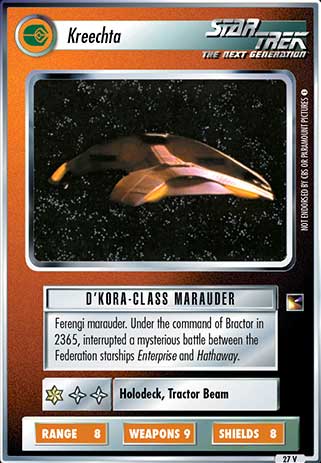 Kreechta
STAR TREK
THE NEXT GENERATION
NOT ENDORSED BY CBS OR PARAMOUNT PICTURES
D'KORA-CLASS MARAUDER
Ferengi marauder. Under the command of Bractor in
2365, interrupted a mysterious battle between the
Federation starships Enterprise and Hathaway.
Holodeck, Tractor Beam
RANGE 8 WEAPONS 9 SHIELDS 8
27 V